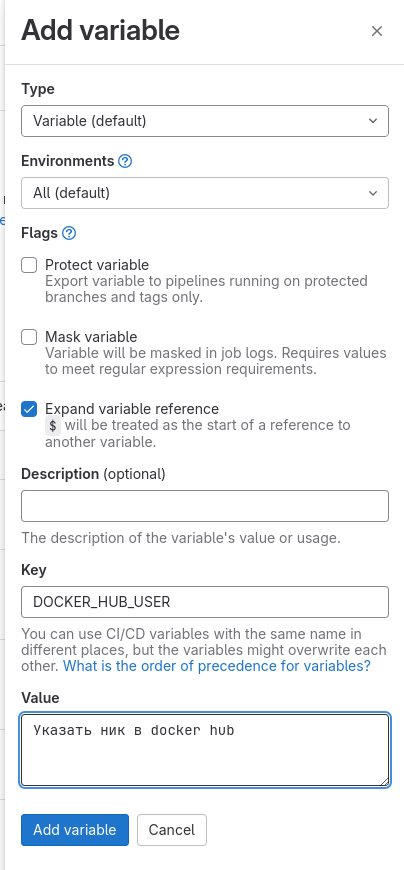 Add variable
Type
Variable (default)
Environments
All (default)
Flags
Protect variable
Export variable to pipelines running on protected
branches and tags only.
Mask variable
Variable will be masked in job logs. Requires values
to meet regular expression requirements.
Expand variable reference
$ will be treated as the start of a reference to
another variable.
Description (optional)
The description of the variable's value or usage.
Key
DOCKER_HUB_USER
You can use CI/CD variables with the same name in
different places, but the variables might overwrite each
other. What is the order of precedence for variables?
Value
Указать ник в docker hub
Add variable Cancel